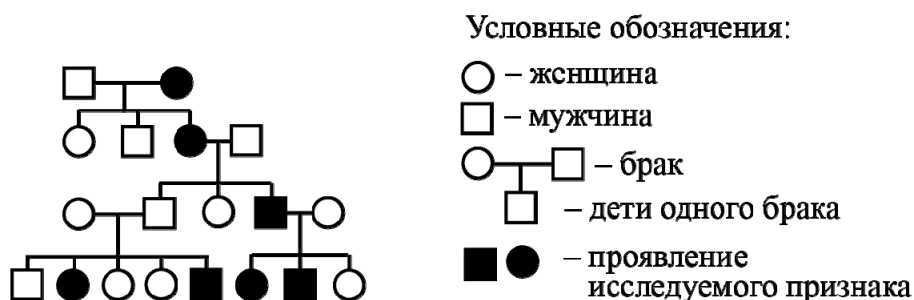 Условные обозначения:
– женщина
– мужчина
– брак
– дети одного брака
– проявление
исследуемого признака